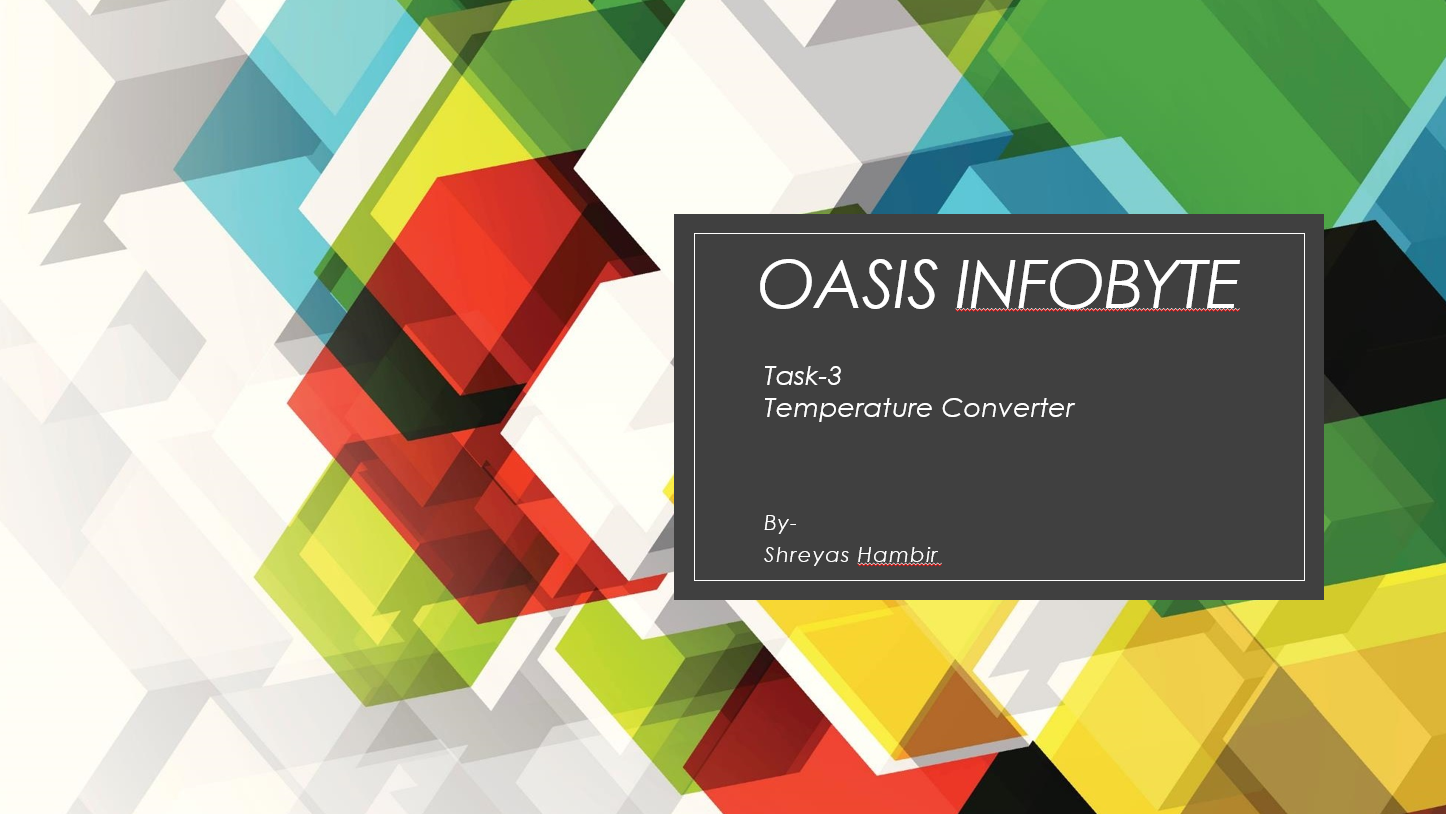 OASIS INFOBYTE
Task-3
Temperature Converter
By-
Shreyas Hambir